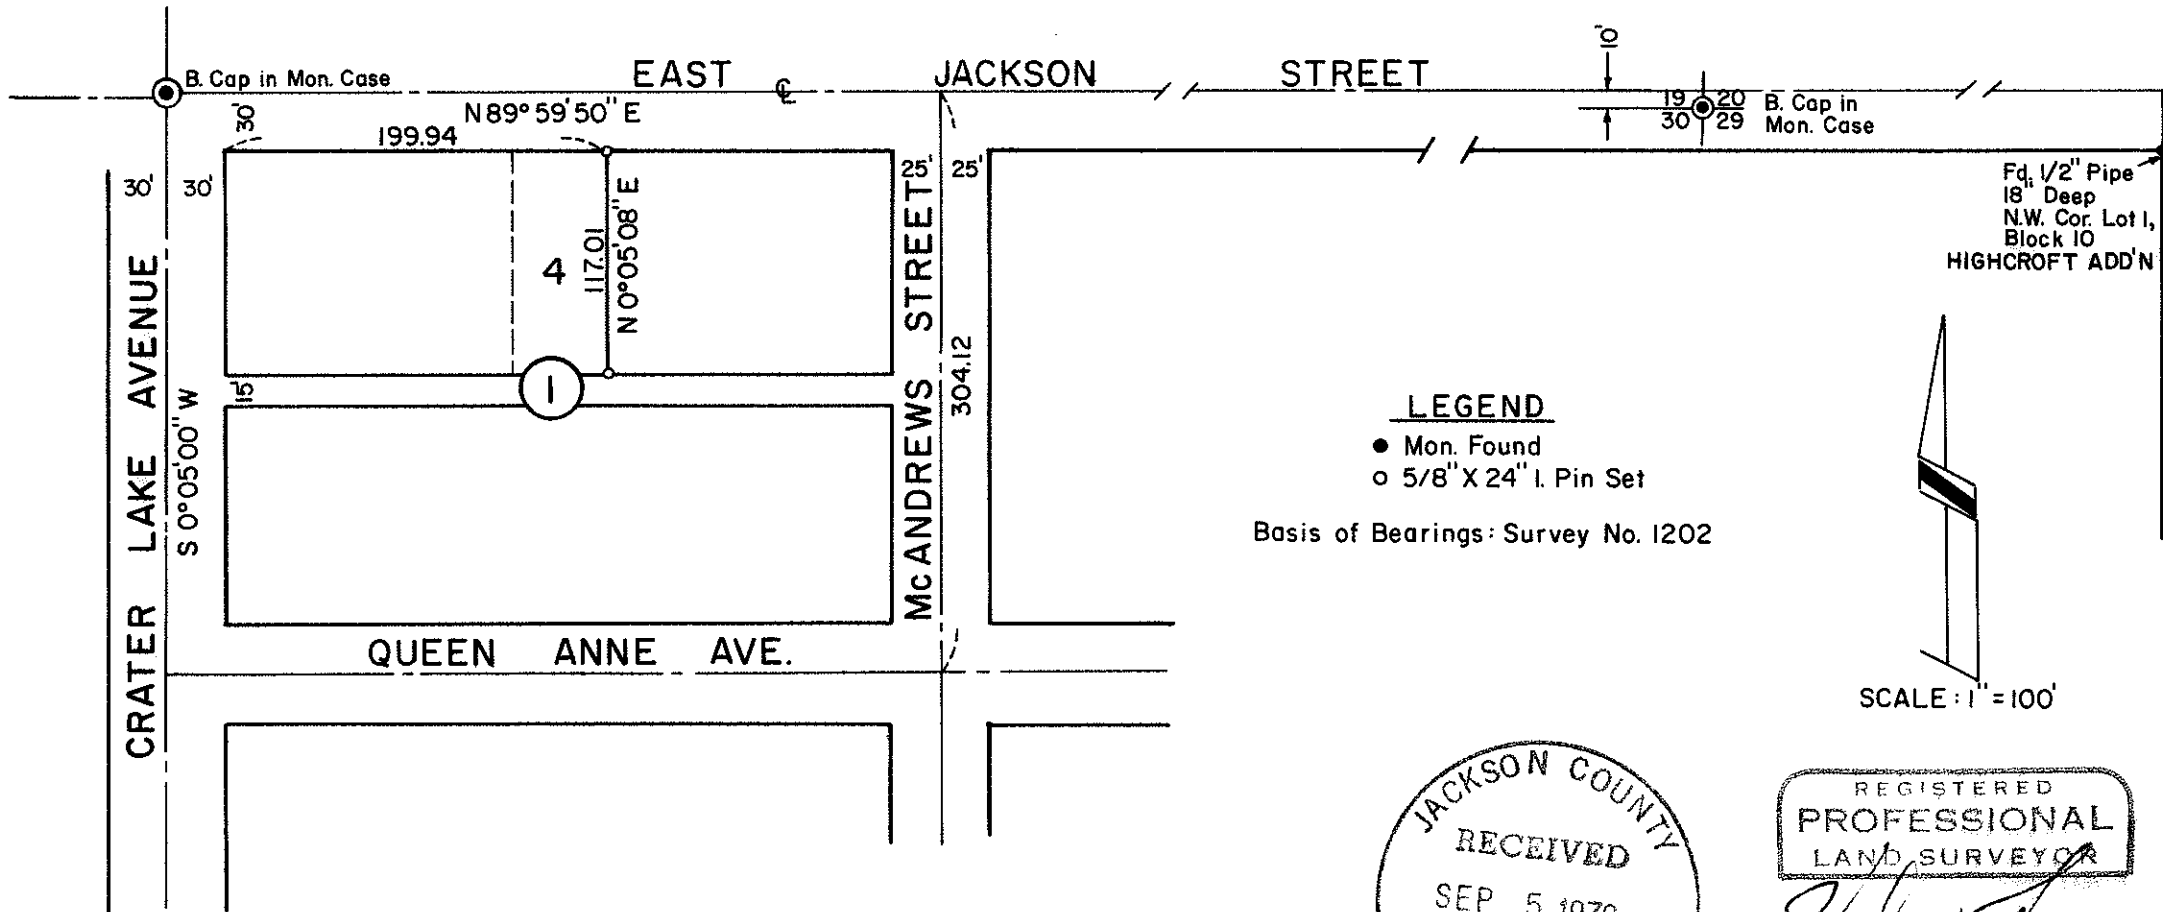 B. Cap in Mon. Case
EAST JACKSON STREET
℄
N89°59'50" E
30'
199.94
10'
19 20
30 29
B. Cap in
Mon. Case
30' 30'
25' 25'
Fd. 1/2" Pipe
18" Deep
N.W. Cor. Lot 1,
Block 10
HIGHCROFT ADD'N
4
117.01
N 0°05'08" E
1
15'
CRATER LAKE AVENUE
S 0°05'00" W
McANDREWS STREET
304.12
QUEEN ANNE AVE.
LEGEND
● Mon. Found
○ 5/8" X 24" I. Pin Set
Basis of Bearings: Survey No. 1202
SCALE: 1" = 100'
JACKSON COUNTY
RECEIVED
SEP 5
REGISTERED
PROFESSIONAL
LAND SURVEYOR